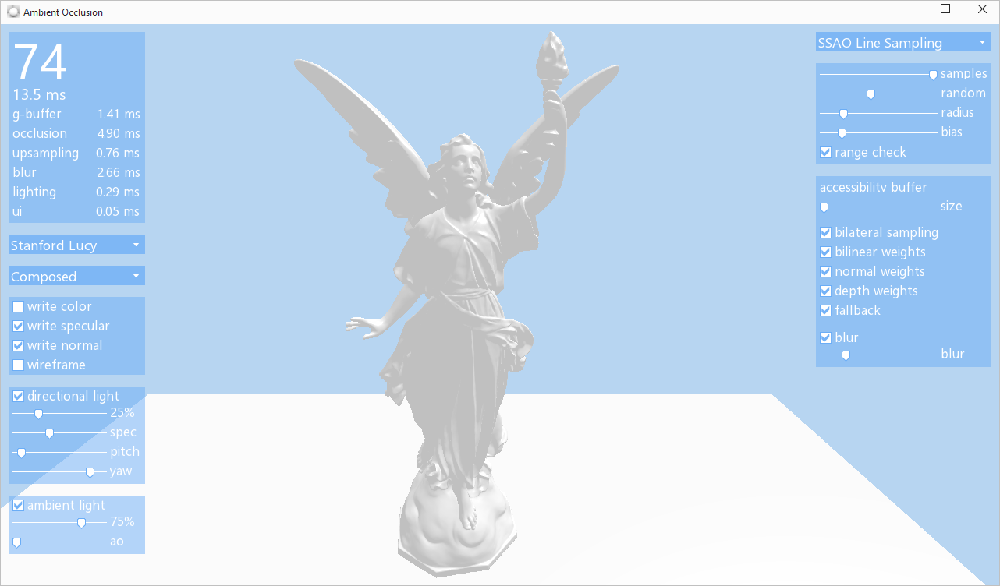 Ambient Occlusion
74
13.5 ms
g-buffer 1.41 ms
occlusion 4.90 ms
upsampling 0.76 ms
blur 2.66 ms
lighting 0.29 ms
ui 0.05 ms
Stanford Lucy
Composed
write color
write specular
write normal
wireframe
directional light
25%
spec
pitch
yaw
ambient light
75%
ao
SSAO Line Sampling
samples
random
radius
bias
range check
accessibility buffer
size
bilateral sampling
bilinear weights
normal weights
depth weights
fallback
blur
blur